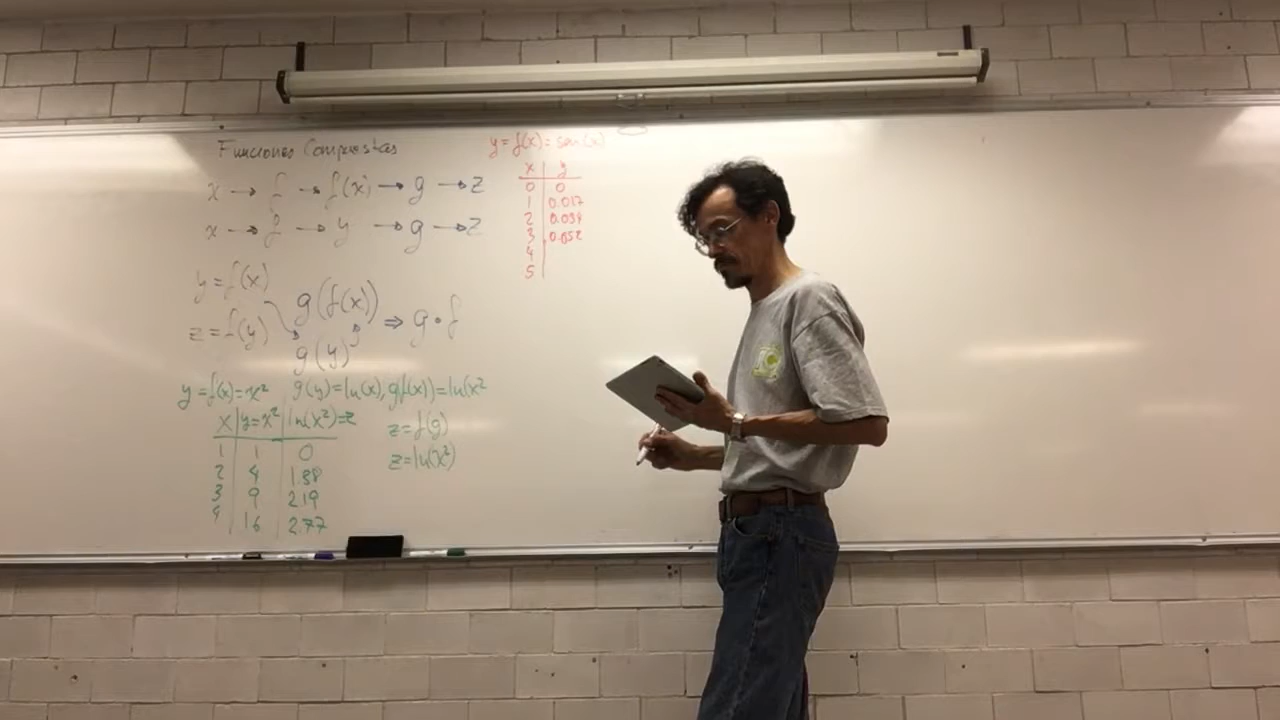 Funciones Compuestas
x → f → f(x) → g → z
x → f → y → g → z
y = f(x)
g(f(x))
z = f(y)
⇒ g∘f
g(y)
y = f(x) = x² g(y) = ln(x), g(f(x)) = ln(x²
x y=x² ln(x²)=z
1 1 0
2 4 1.38
3 9 2.19
4 16 2.77
z = f(g)
z = ln(x²)
y = f(x) = sen(x)
x y
0 0
1 0.017
2 0.034
3 0.052
4
5